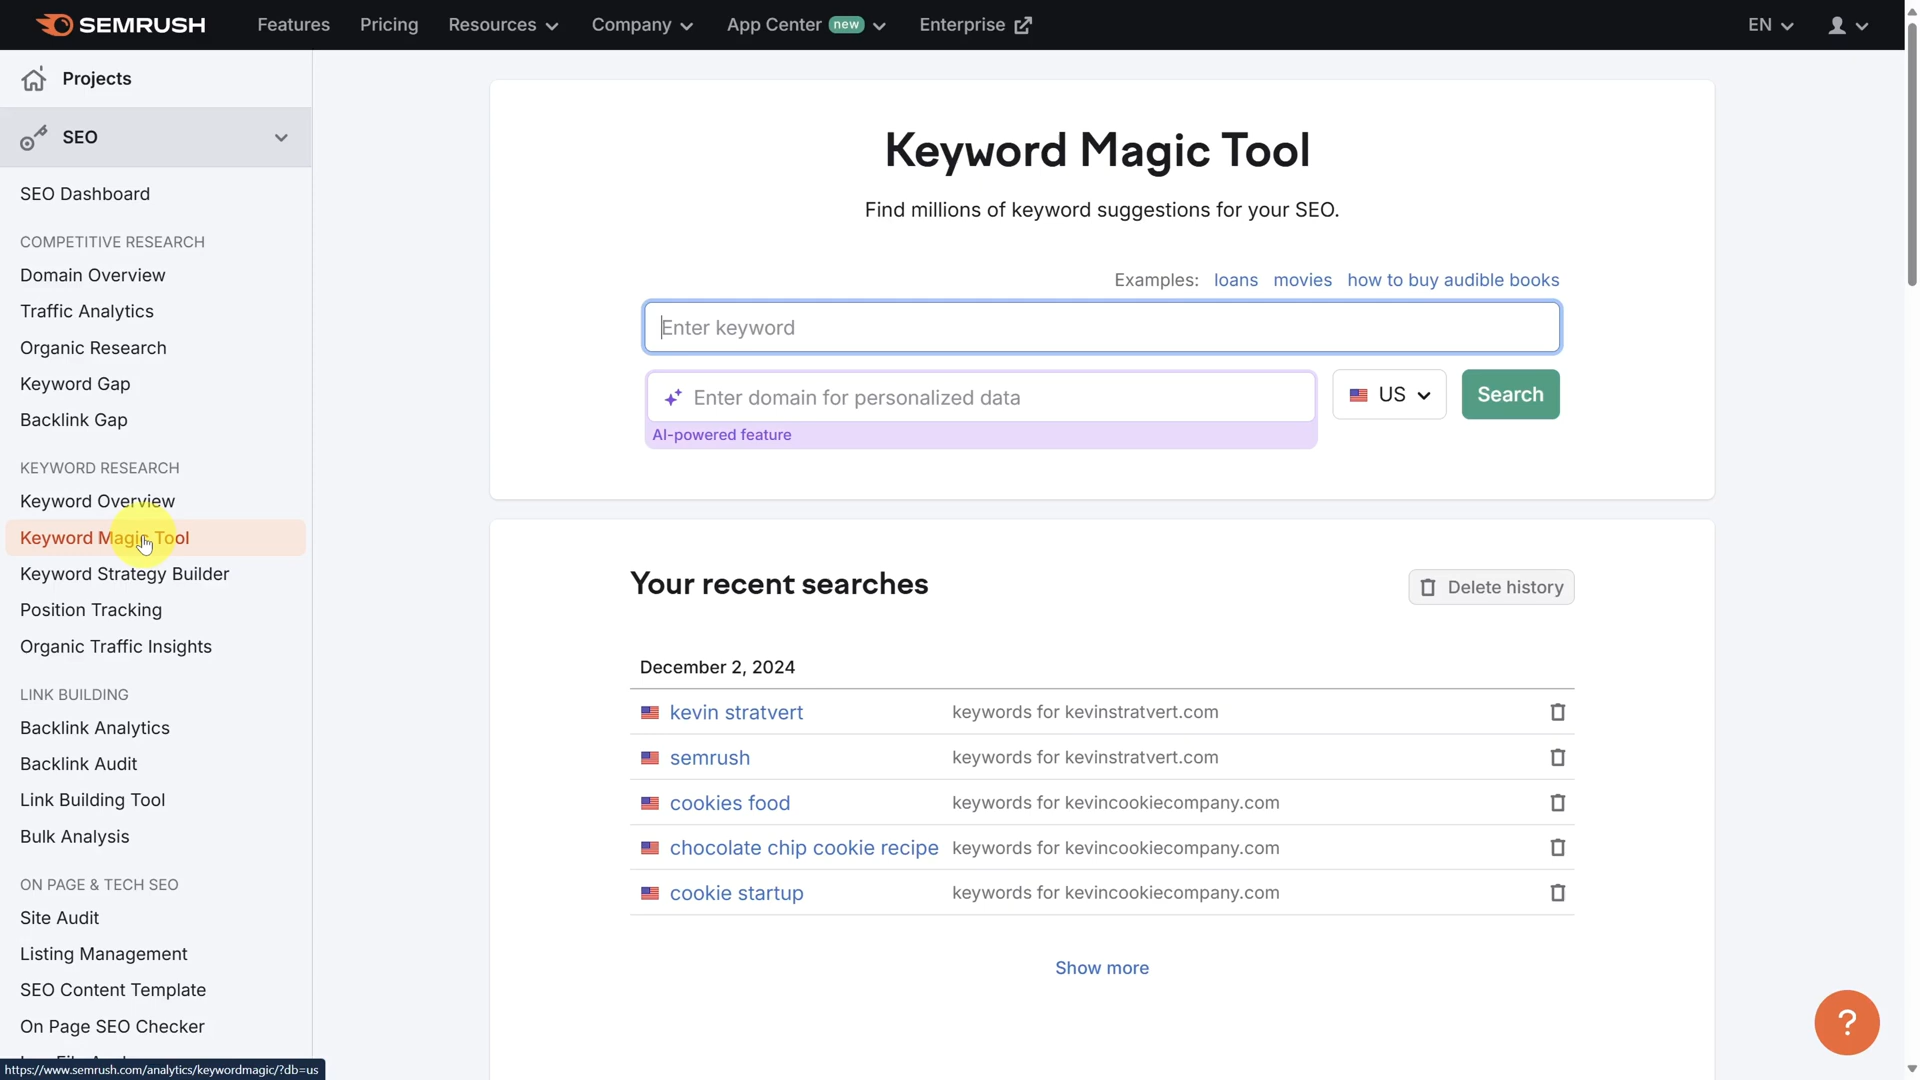 SEMRUSH
Features
Pricing
Resources
Company
App Center new
Enterprise
EN
Projects
SEO
SEO Dashboard
COMPETITIVE RESEARCH
Domain Overview
Traffic Analytics
Organic Research
Keyword Gap
Backlink Gap
KEYWORD RESEARCH
Keyword Overview
Keyword Magic Tool
Keyword Strategy Builder
Position Tracking
Organic Traffic Insights
LINK BUILDING
Backlink Analytics
Backlink Audit
Link Building Tool
Bulk Analysis
ON PAGE & TECH SEO
Site Audit
Listing Management
SEO Content Template
On Page SEO Checker
https://www.semrush.com/analytics/keywordmagic/?db=us
Keyword Magic Tool
Find millions of keyword suggestions for your SEO.
Examples: loans movies how to buy audible books
Enter keyword
Enter domain for personalized data
US
Search
AI-powered feature
Your recent searches
Delete history
December 2, 2024
kevin stratvert keywords for kevinstratvert.com
semrush keywords for kevinstratvert.com
cookies food keywords for kevincookiecompany.com
chocolate chip cookie recipe keywords for kevincookiecompany.com
cookie startup keywords for kevincookiecompany.com
Show more
?